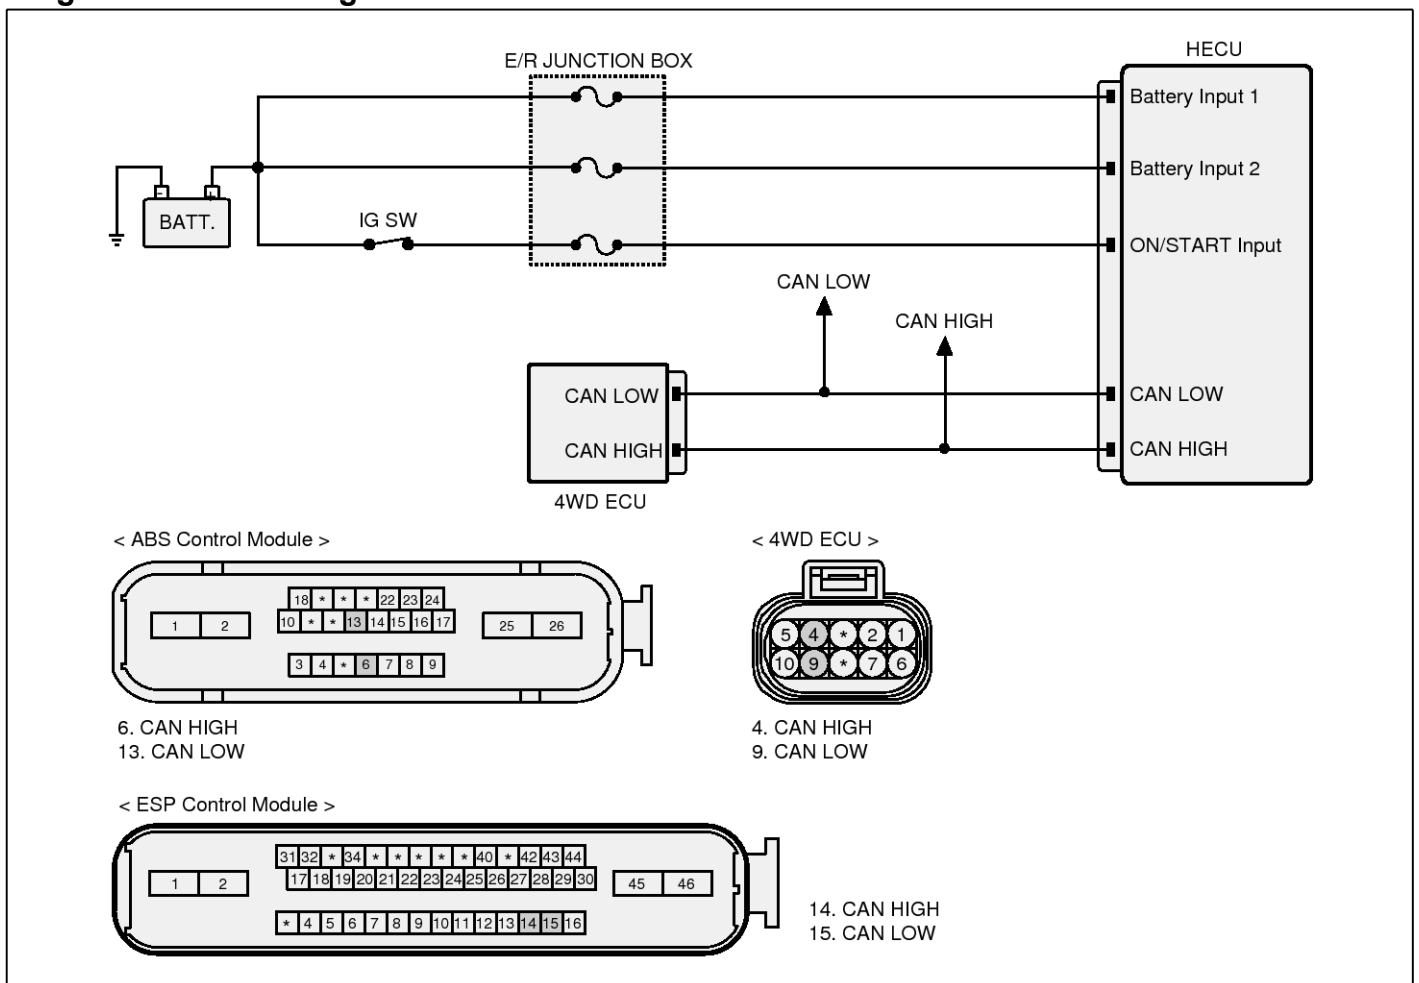 E/R JUNCTION BOX
HECU
Battery Input 1
Battery Input 2
- +
BATT.
IG SW
ON/START Input
CAN LOW
CAN HIGH
CAN LOW
CAN LOW
CAN HIGH
CAN HIGH
4WD ECU
< ABS Control Module >
18 * * * 22 23 24
10 * * 13 14 15 16 17
1 2
25 26
3 4 * 6 7 8 9
6. CAN HIGH
13. CAN LOW
< 4WD ECU >
5 4 * 2 1
10 9 * 7 6
4. CAN HIGH
9. CAN LOW
< ESP Control Module >
31 32 * 34 * * * * * 40 * 42 43 44
17 18 19 20 21 22 23 24 25 26 27 28 29 30
1 2
45 46
* 4 5 6 7 8 9 10 11 12 13 14 15 16
14. CAN HIGH
15. CAN LOW